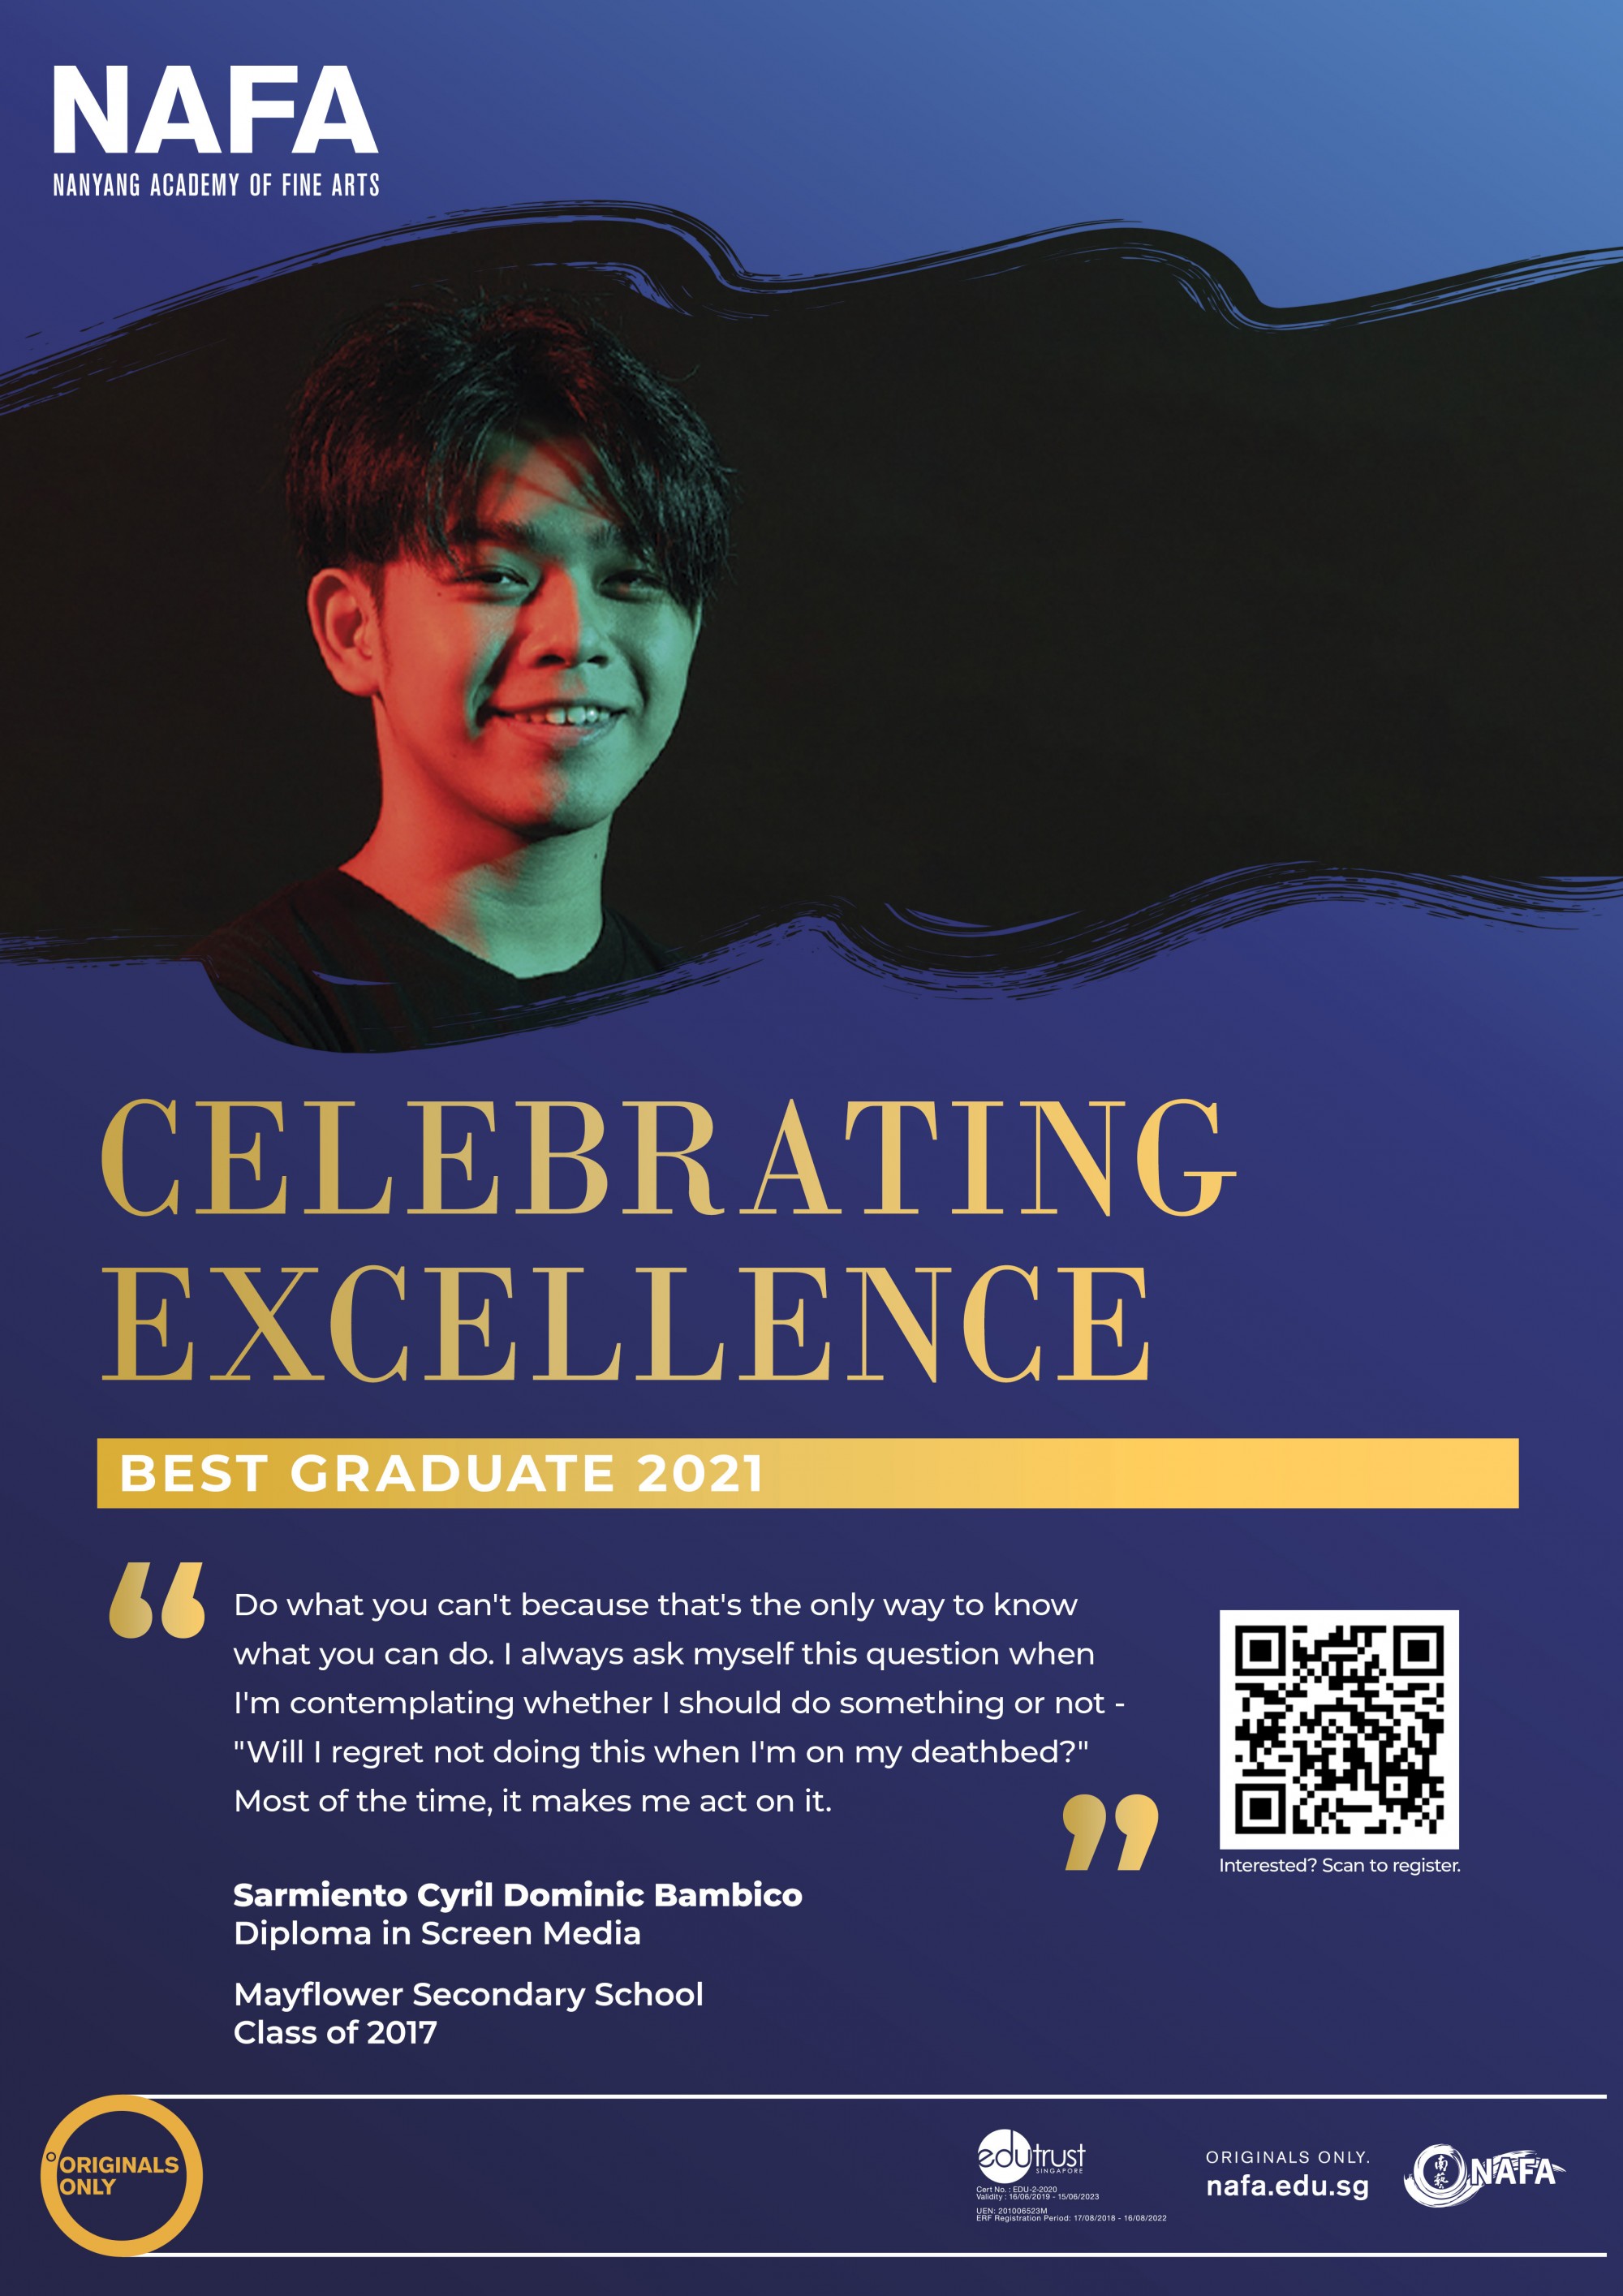 NAFA
NANYANG ACADEMY OF FINE ARTS
CELEBRATING
EXCELLENCE
BEST GRADUATE 2021
“
Do what you can't because that's the only way to know
what you can do. I always ask myself this question when
I'm contemplating whether I should do something or not -
"Will I regret not doing this when I'm on my deathbed?"
Most of the time, it makes me act on it.
”
Interested? Scan to register.
Sarmiento Cyril Dominic Bambico
Diploma in Screen Media
Mayflower Secondary School
Class of 2017
ORIGINALS
ONLY
edutrust
SINGAPORE
Cert No. : EDU-2-2020
Validity : 16/06/2019 - 15/06/2023
UEN: 201006523M
ERF Registration Period: 17/08/2018 - 16/08/2022
ORIGINALS ONLY.
nafa.edu.sg
南藝
NAFA